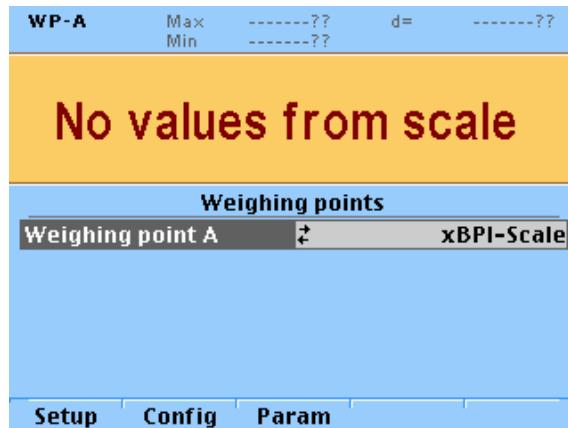 WP-A Max -------?? d= -------??
Min -------??
No values from scale
Weighing points
Weighing point A xBPI-Scale
Setup Config Param